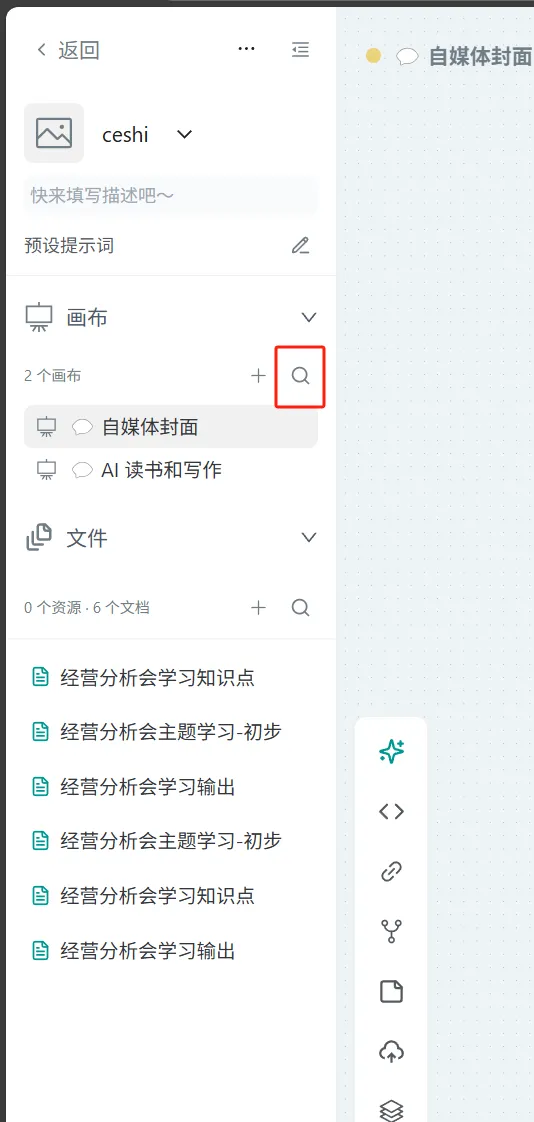 返回
自媒体封面
ceshi
快来填写描述吧～
预设提示词
画布
2 个画布
自媒体封面
AI 读书和写作
文件
0 个资源 · 6 个文档
经营分析会学习知识点
经营分析会主题学习-初步
经营分析会学习输出
经营分析会主题学习-初步
经营分析会学习知识点
经营分析会学习输出